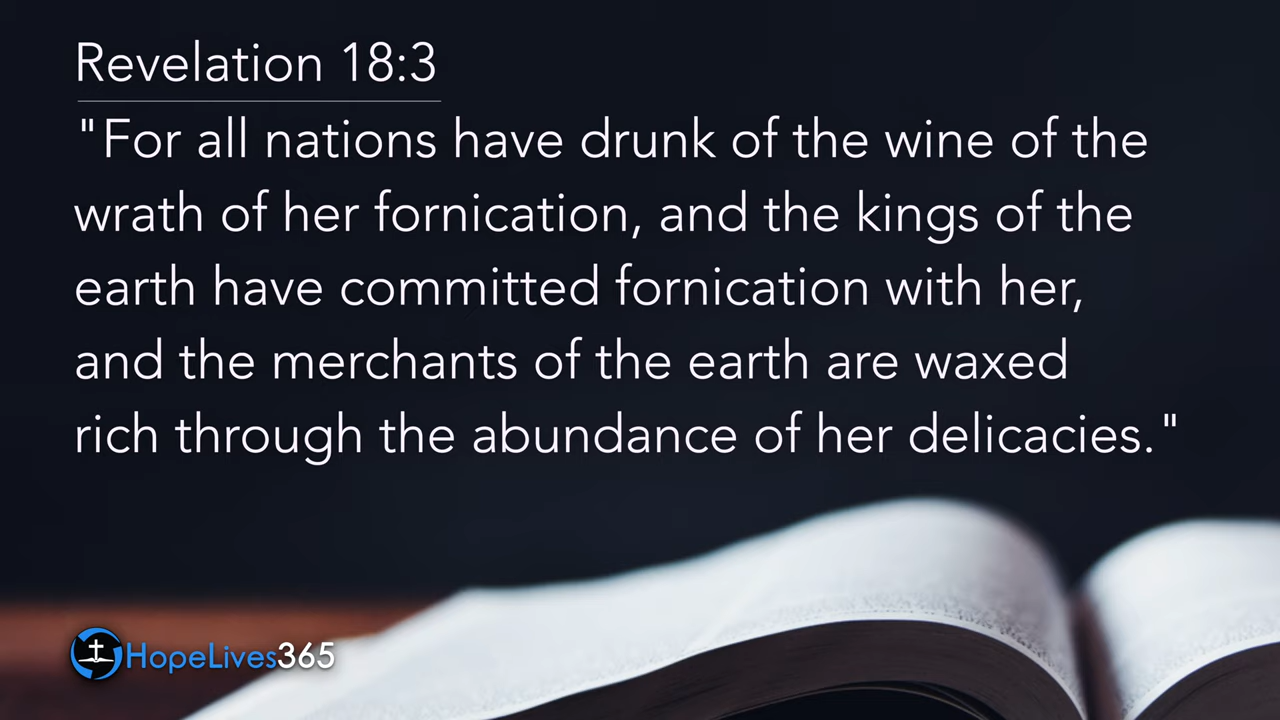 Revelation 18:3
"For all nations have drunk of the wine of the
wrath of her fornication, and the kings of the
earth have committed fornication with her,
and the merchants of the earth are waxed
rich through the abundance of her delicacies."
HopeLives365